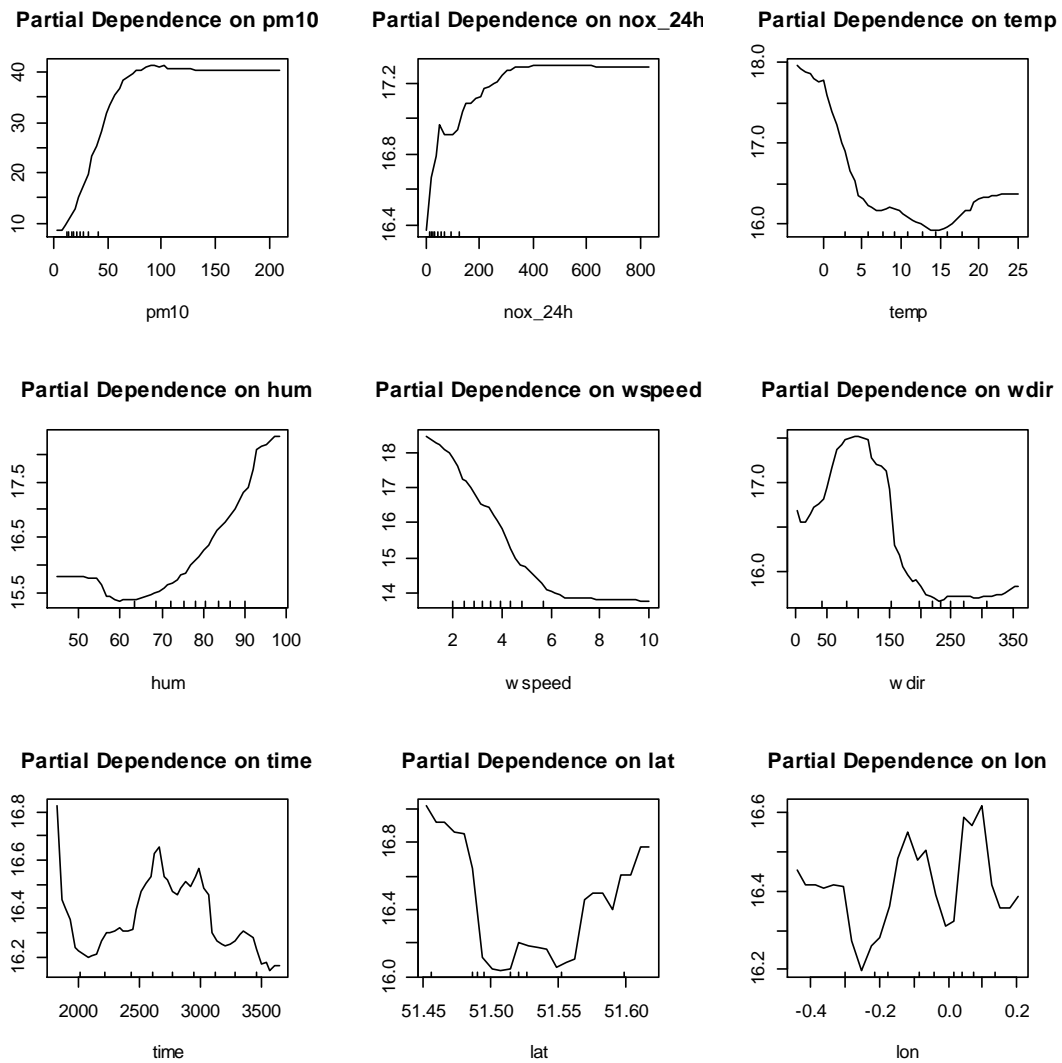 Partial Dependence on pm10
40
30
20
10
0 50 100 150 200
pm10
Partial Dependence on nox_24h
17.2
16.8
16.4
0 200 400 600 800
nox_24h
Partial Dependence on temp
18.0
17.0
16.0
0 5 10 15 20 25
temp
Partial Dependence on hum
17.5
16.5
15.5
50 60 70 80 90 100
hum
Partial Dependence on wspeed
18
17
16
15
14
2 4 6 8 10
wspeed
Partial Dependence on wdir
17.0
16.0
0 50 150 250 350
wdir
Partial Dependence on time
16.8
16.6
16.4
16.2
2000 2500 3000 3500
time
Partial Dependence on lat
16.8
16.4
16.0
51.45 51.50 51.55 51.60
lat
Partial Dependence on lon
16.6
16.4
16.2
-0.4 -0.2 0.0 0.2
lon